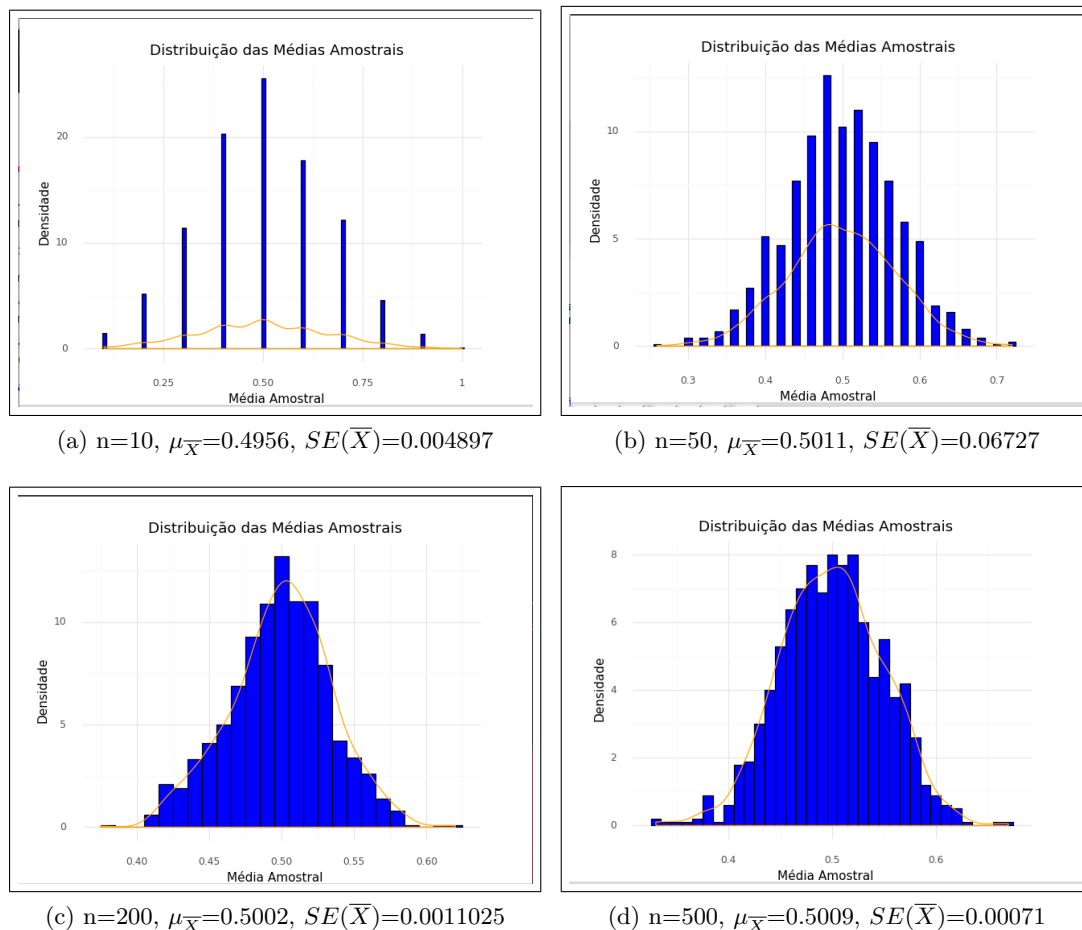 Distribuição das Médias Amostrais
20
10
0
Densidade
0.25 0.50 0.75 1
Média Amostral
(a) n=10, μ_X̅=0.4956, SE(X̅)=0.004897
Distribuição das Médias Amostrais
10
5
0
Densidade
0.3 0.4 0.5 0.6 0.7
Média Amostral
(b) n=50, μ_X̅=0.5011, SE(X̅)=0.06727
Distribuição das Médias Amostrais
10
5
0
Densidade
0.40 0.45 0.50 0.55 0.60
Média Amostral
(c) n=200, μ_X̅=0.5002, SE(X̅)=0.0011025
Distribuição das Médias Amostrais
8
6
4
2
0
Densidade
0.4 0.5 0.6
Média Amostral
(d) n=500, μ_X̅=0.5009, SE(X̅)=0.00071